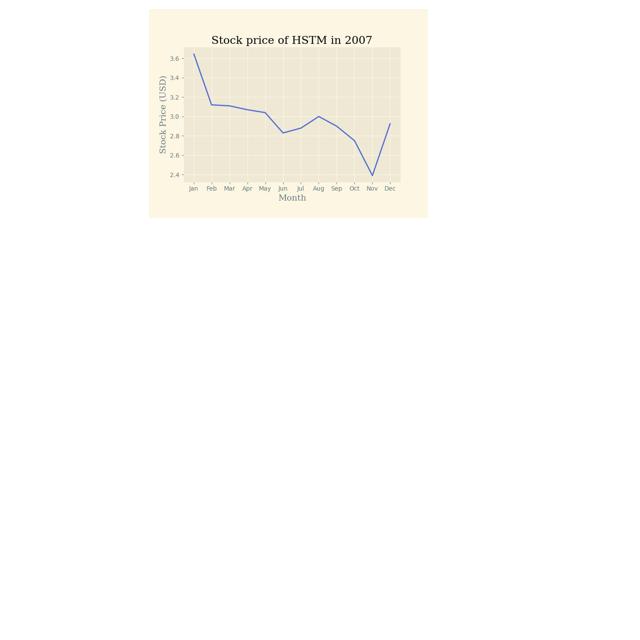 Stock price of HSTM in 2007
3.6
3.4
3.2
3.0
2.8
2.6
2.4
Stock Price (USD)
Jan Feb Mar Apr May Jun Jul Aug Sep Oct Nov Dec
Month